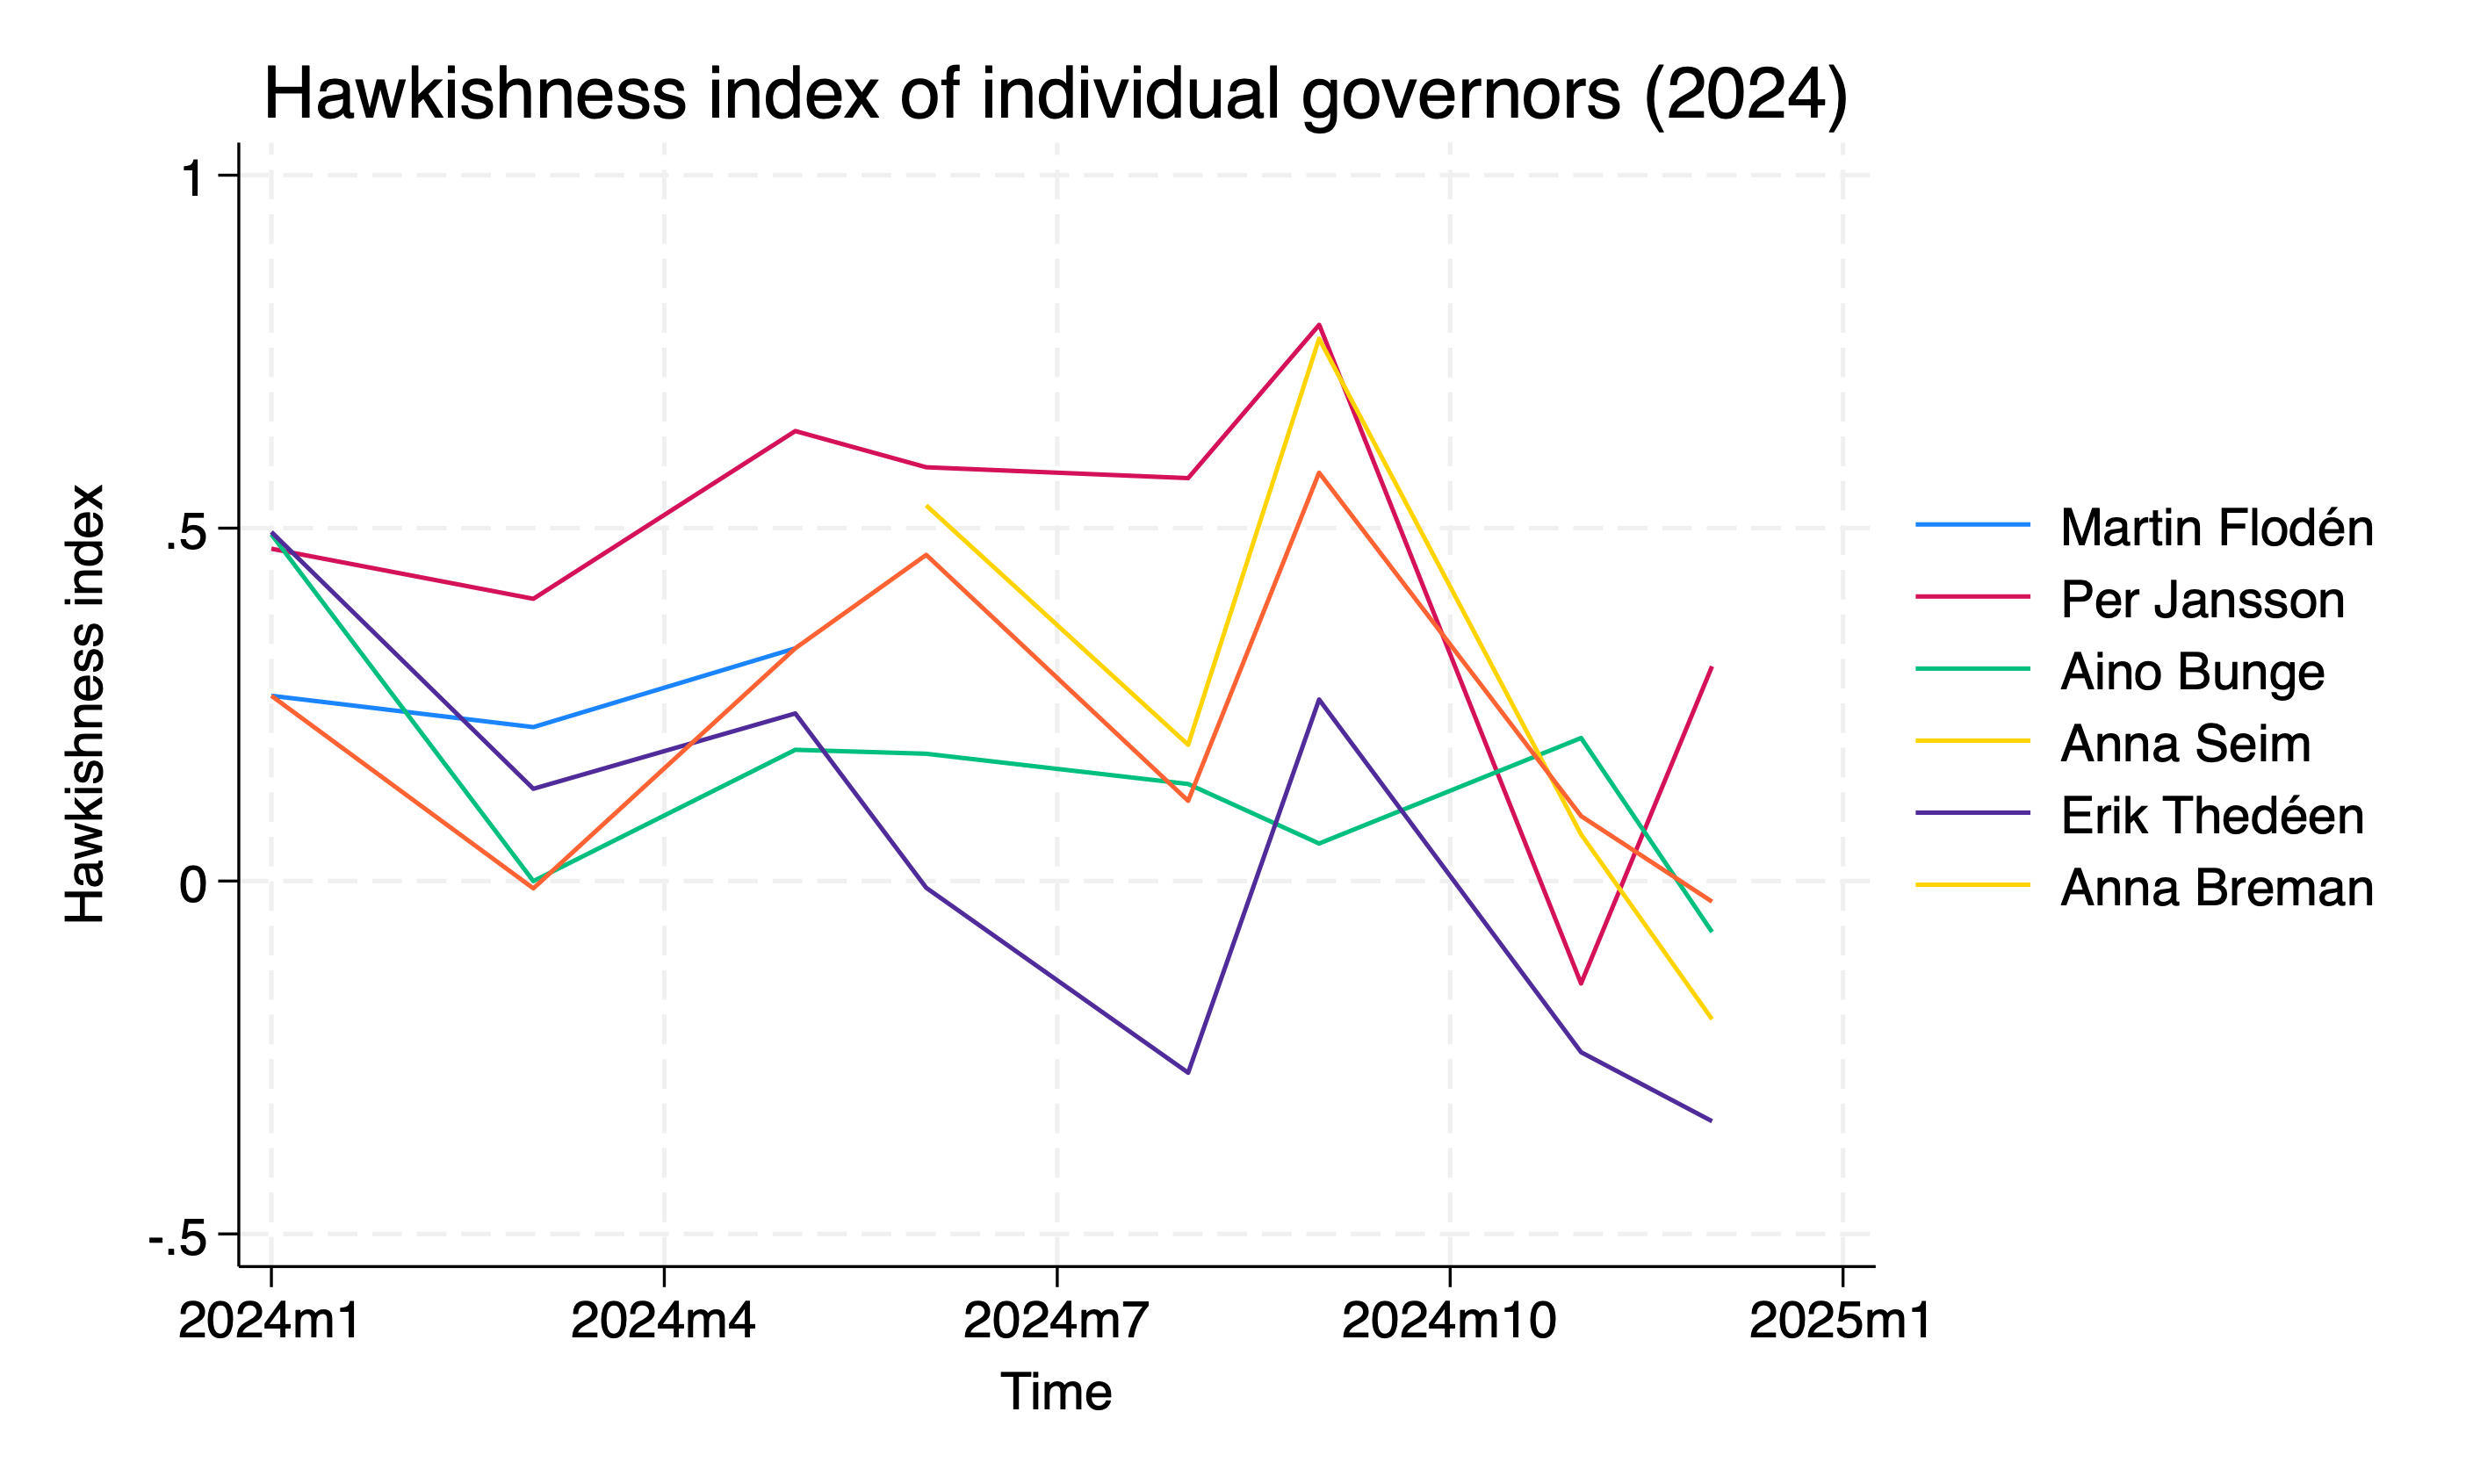 Hawkishness index of individual governors (2024)
Hawkishness index
1
.5
0
-.5
2024m1
2024m4
2024m7
2024m10
2025m1
Time
Martin Flodén
Per Jansson
Aino Bunge
Anna Seim
Erik Thedéen
Anna Breman